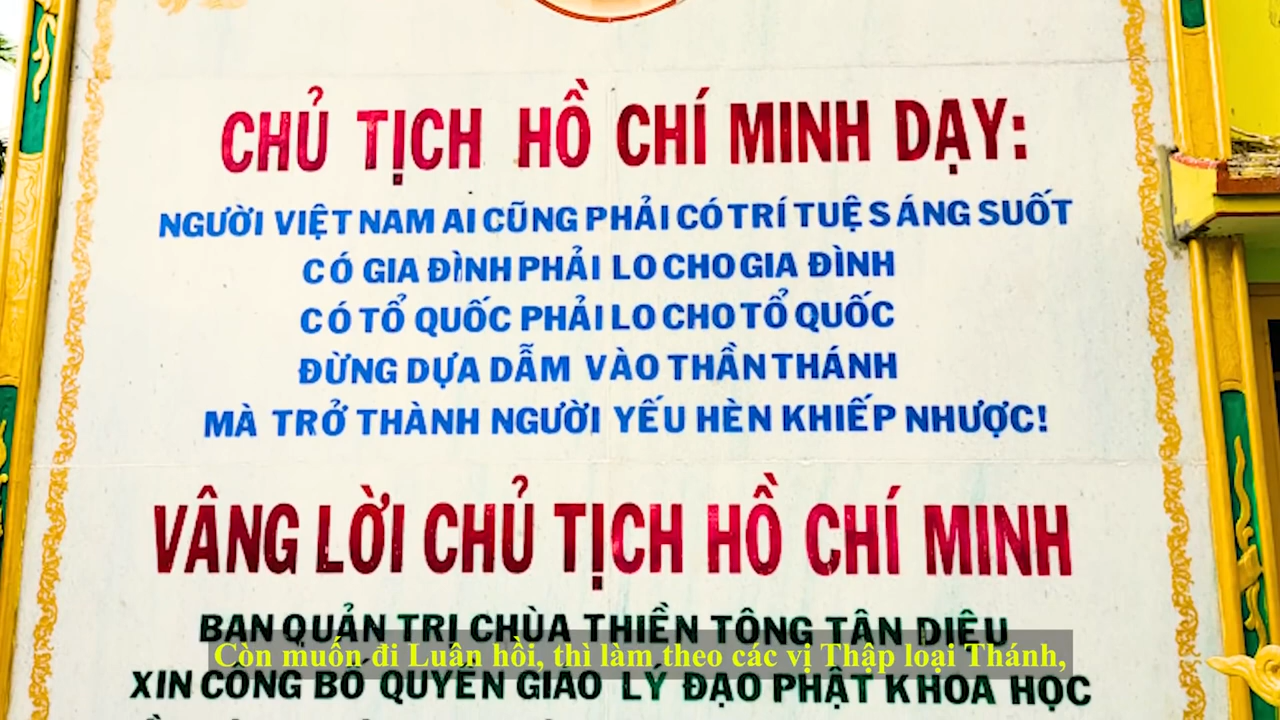 CHỦ TỊCH HỒ CHÍ MINH DẠY:
NGƯỜI VIỆT NAM AI CŨNG PHẢI CÓ TRÍ TUỆ SÁNG SUỐT
CÓ GIA ĐÌNH PHẢI LO CHO GIA ĐÌNH
CÓ TỔ QUỐC PHẢI LO CHO TỔ QUỐC
ĐỪNG DỰA DẪM VÀO THẦN THÁNH
MÀ TRỞ THÀNH NGƯỜI YẾU HÈN KHIẾP NHƯỢC!
VÂNG LỜI CHỦ TỊCH HỒ CHÍ MINH
BAN QUẢN TRỊ CHÙA THIỀN TÔNG TÂN DIỆU
Còn muốn đi Luân hồi, thì làm theo các vị Thập loại Thánh,
XIN CÔNG BỐ QUYỂN GIÁO LÝ ĐẠO PHẬT KHOA HỌC